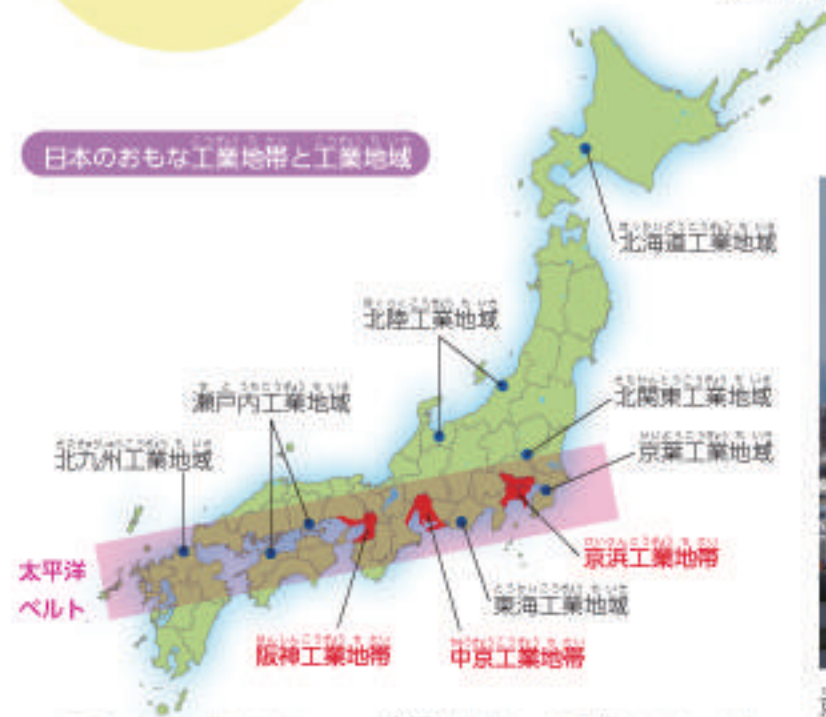 日本のおもな工業地帯と工業地域
北海道工業地域
北陸工業地域
瀬戸内工業地域
北関東工業地域
北九州工業地域
京葉工業地域
京浜工業地帯
太平洋
ベルト
東海工業地域
阪神工業地帯
中京工業地帯